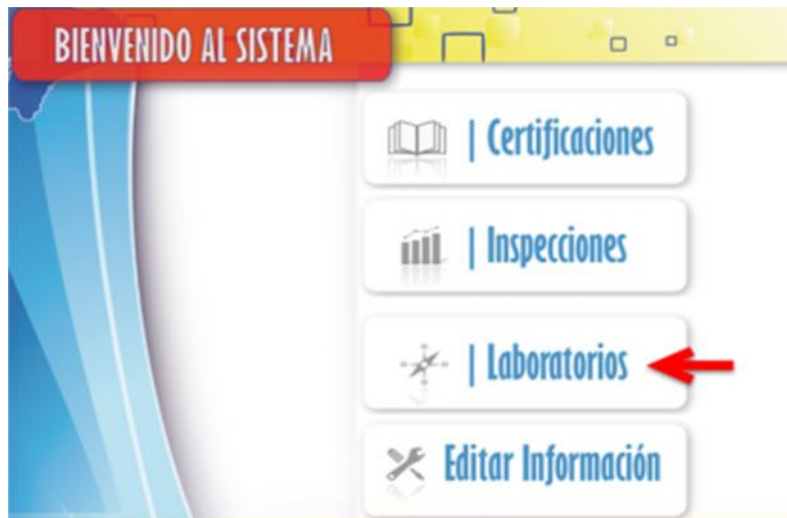 BIENVENIDO AL SISTEMA
| Certificaciones
| Inspecciones
| Laboratorios
Editar Información